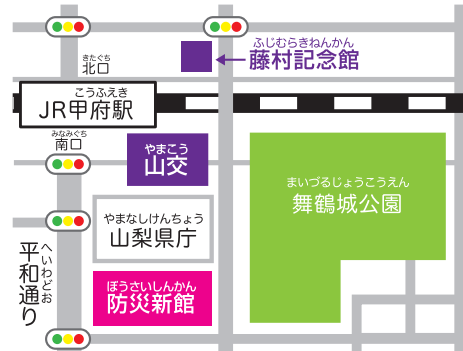 ふじむらきねんかん
藤村記念館
きたぐち
北口
こうふえき
JR甲府駅
みなみぐち
南口
やまこう
山交
まいづるじょうこうえん
舞鶴城公園
やまなしけんちょう
山梨県庁
へいわどお
平和通り
ぼうさいしんかん
防災新館